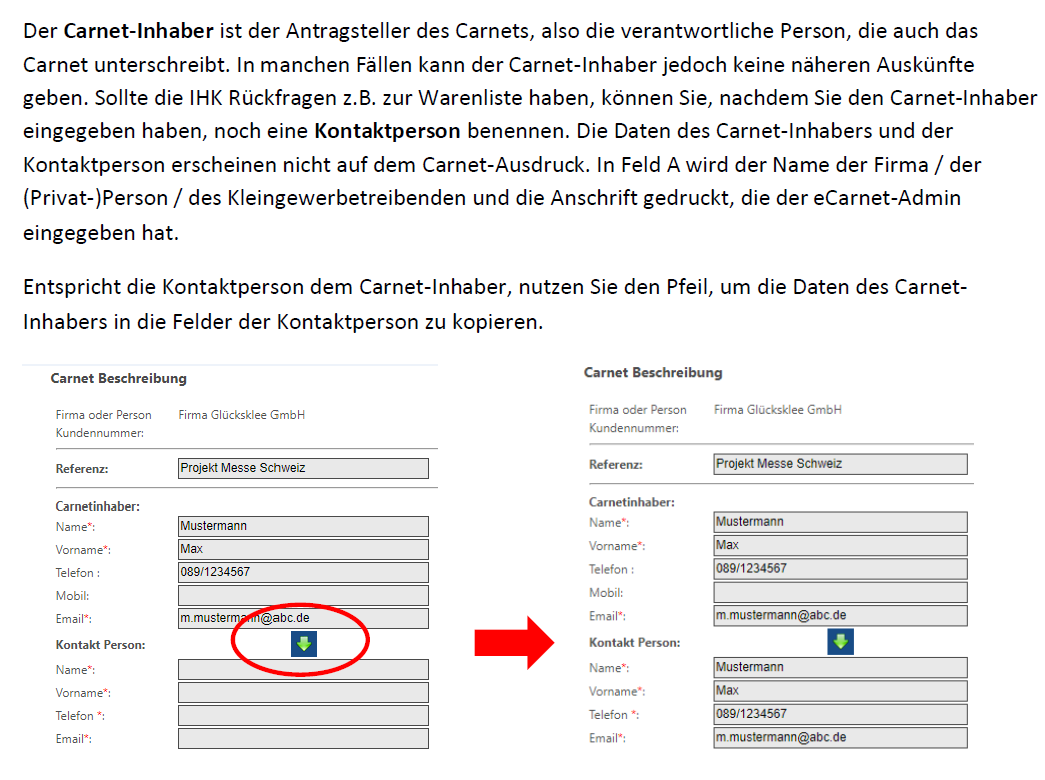 Der Carnet-Inhaber ist der Antragsteller des Carnets, also die verantwortliche Person, die auch das
Carnet unterschreibt. In manchen Fällen kann der Carnet-Inhaber jedoch keine näheren Auskünfte
geben. Sollte die IHK Rückfragen z.B. zur Warenliste haben, können Sie, nachdem Sie den Carnet-Inhaber
eingegeben haben, noch eine Kontaktperson benennen. Die Daten des Carnet-Inhabers und der
Kontaktperson erscheinen nicht auf dem Carnet-Ausdruck. In Feld A wird der Name der Firma / der
(Privat-)Person / des Kleingewerbetreibenden und die Anschrift gedruckt, die der eCarnet-Admin
eingegeben hat.
Entspricht die Kontaktperson dem Carnet-Inhaber, nutzen Sie den Pfeil, um die Daten des Carnet-
Inhabers in die Felder der Kontaktperson zu kopieren.
Carnet Beschreibung
Firma oder Person Firma Glücksklee GmbH
Kundennummer:
Referenz: Projekt Messe Schweiz
Carnetinhaber:
Name*: Mustermann
Vorname*: Max
Telefon : 089/1234567
Mobil:
Email*: m.mustermann@abc.de
Kontakt Person:
Name*:
Vorname*:
Telefon *:
Email*:
Carnet Beschreibung
Firma oder Person Firma Glücksklee GmbH
Kundennummer:
Referenz: Projekt Messe Schweiz
Carnetinhaber:
Name*: Mustermann
Vorname*: Max
Telefon : 089/1234567
Mobil:
Email*: m.mustermann@abc.de
Kontakt Person:
Name*: Mustermann
Vorname*: Max
Telefon *: 089/1234567
Email*: m.mustermann@abc.de